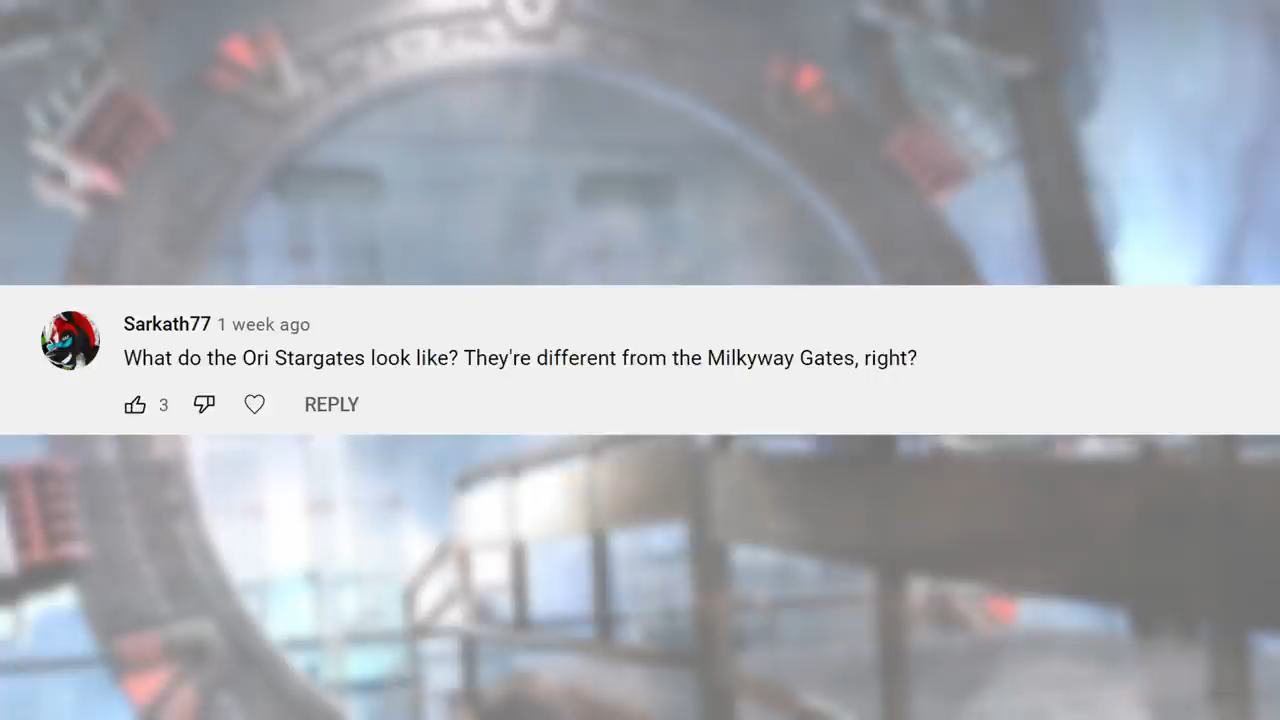 Sarkath77 1 week ago
What do the Ori Stargates look like? They're different from the Milkyway Gates, right?
3 REPLY